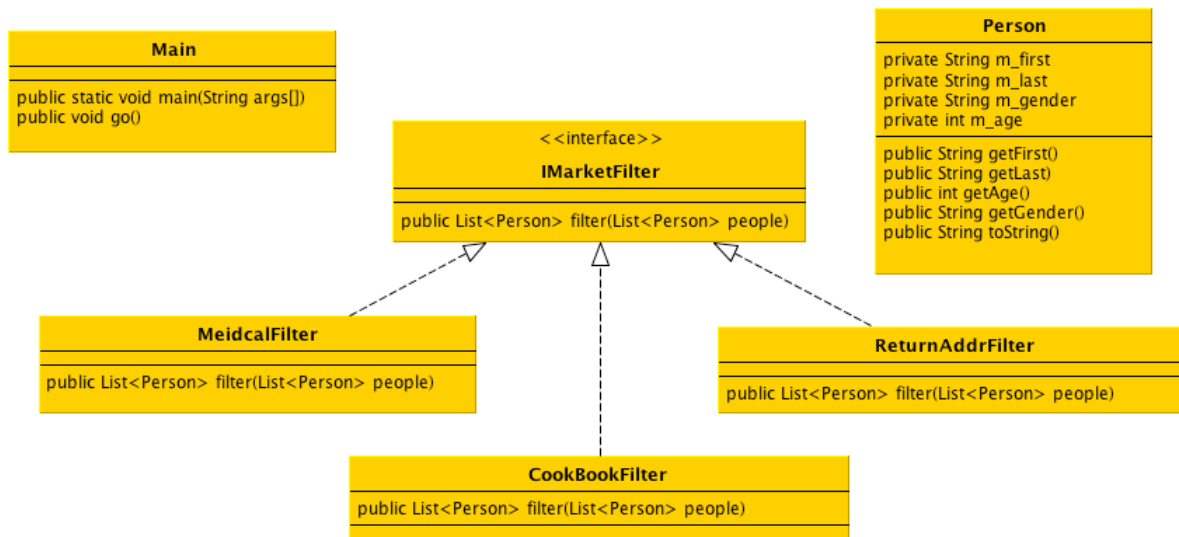 Main
public static void main(String args[])
public void go()
Person
private String m_first
private String m_last
private String m_gender
private int m_age
public String getFirst()
public String getLast)
public int getAge()
public String getGender()
public String toString()
<<interface>>
IMarketFilter
public List<Person> filter(List<Person> people)
MeidcalFilter
public List<Person> filter(List<Person> people)
ReturnAddrFilter
public List<Person> filter(List<Person> people)
CookBookFilter
public List<Person> filter(List<Person> people)